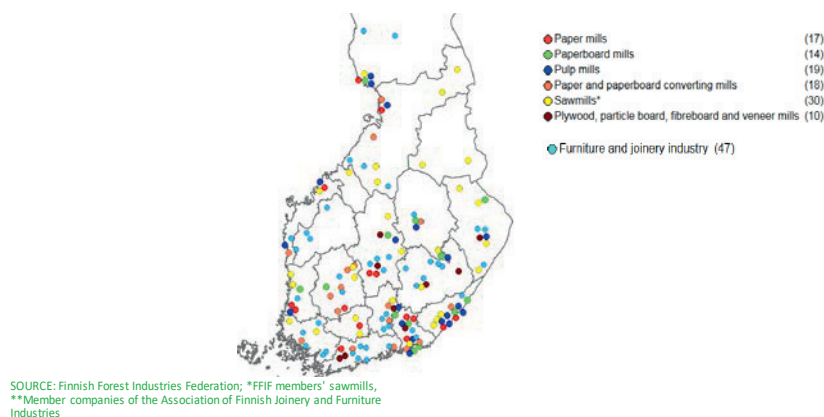 Paper mills (17)
Paperboard mills (14)
Pulp mills (19)
Paper and paperboard converting mills (18)
Sawmills* (30)
Plywood, particle board, fibreboard and veneer mills (10)
Furniture and joinery industry (47)
SOURCE: Finnish Forest Industries Federation; *FFIF members' sawmills,
**Member companies of the Association of Finnish Joinery and Furniture
Industries